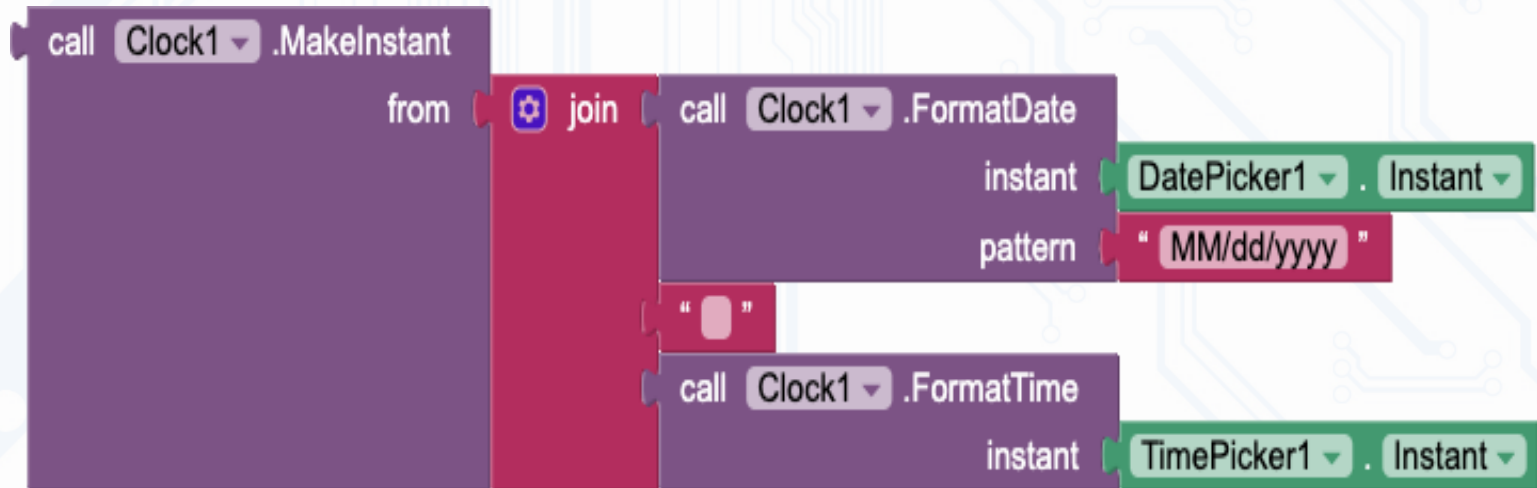 call Clock1 .MakeInstant
from join call Clock1 .FormatDate
instant DatePicker1 . Instant
pattern “ MM/dd/yyyy ”
“ ”
call Clock1 .FormatTime
instant TimePicker1 . Instant